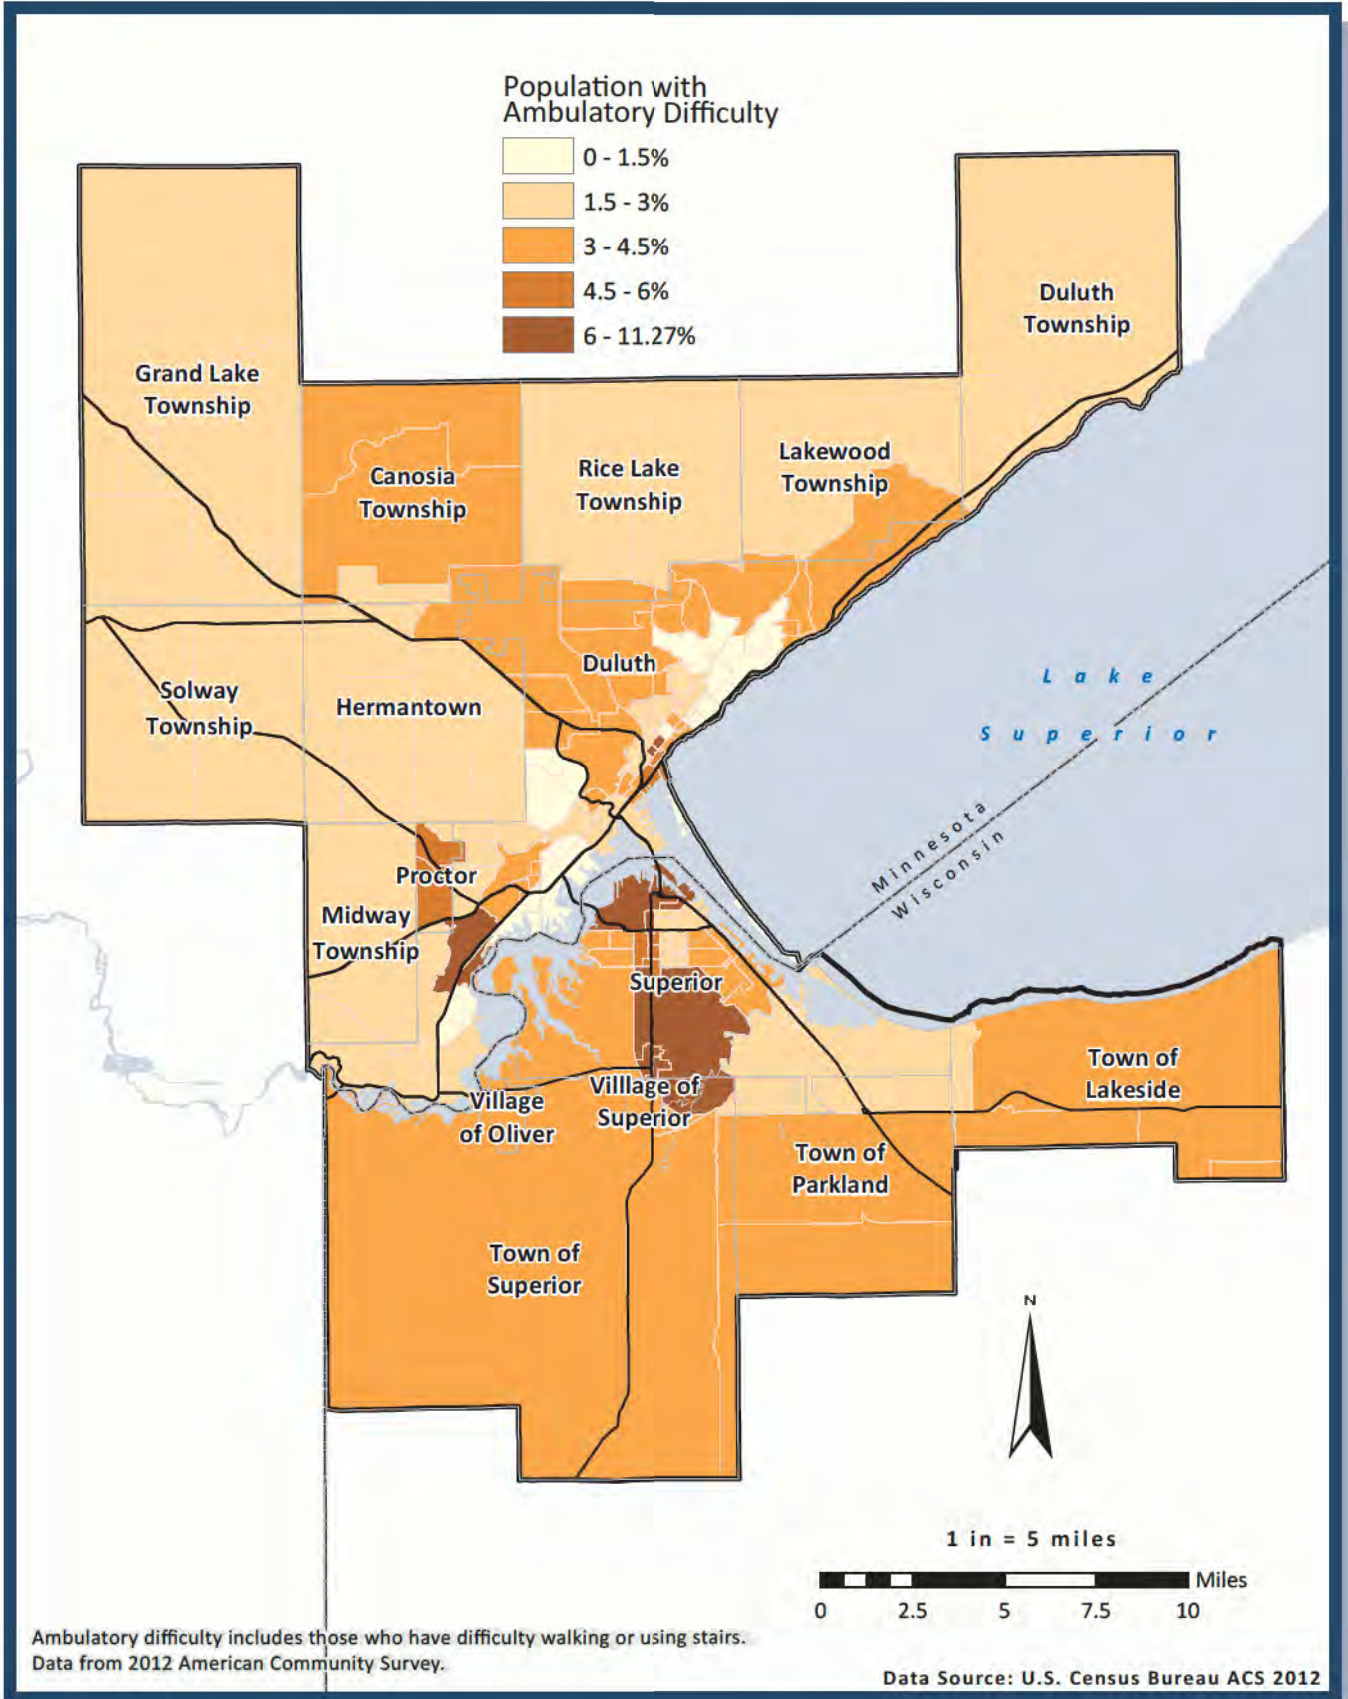 Population with
Ambulatory Difficulty
0 - 1.5%
1.5 - 3%
3 - 4.5%
4.5 - 6%
6 - 11.27%
Duluth
Township
Grand Lake
Township
Canosia
Township
Rice Lake
Township
Lakewood
Township
Duluth
Solway
Township
Hermantown
Lake
Superior
Minnesota
Wisconsin
Proctor
Midway
Township
Superior
Village
of Oliver
Villlage of
Superior
Town of
Lakeside
Town of
Parkland
Town of
Superior
N
1 in = 5 miles
Miles
0 2.5 5 7.5 10
Ambulatory difficulty includes those who have difficulty walking or using stairs.
Data from 2012 American Community Survey.
Data Source: U.S. Census Bureau ACS 2012